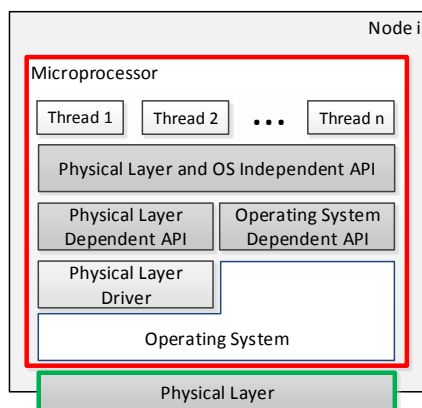 Node i
Microprocessor
Thread 1 Thread 2 ... Thread n
Physical Layer and OS Independent API
Physical Layer Operating System
Dependent API Dependent API
Physical Layer
Driver
Operating System
Physical Layer